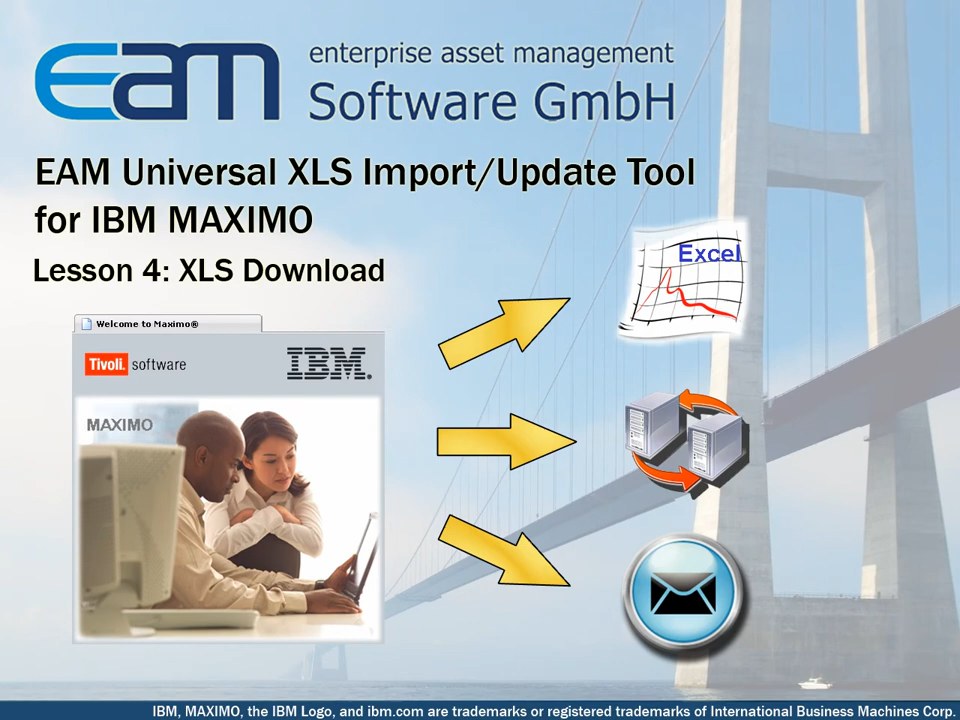 eam
enterprise asset management
Software GmbH
EAM Universal XLS Import/Update Tool
for IBM MAXIMO
Lesson 4: XLS Download
Excel
Welcome to Maximo®
Tivoli. software
IBM.
MAXIMO
IBM, MAXIMO, the IBM Logo, and ibm.com are trademarks or registered trademarks of International Business Machines Corp.